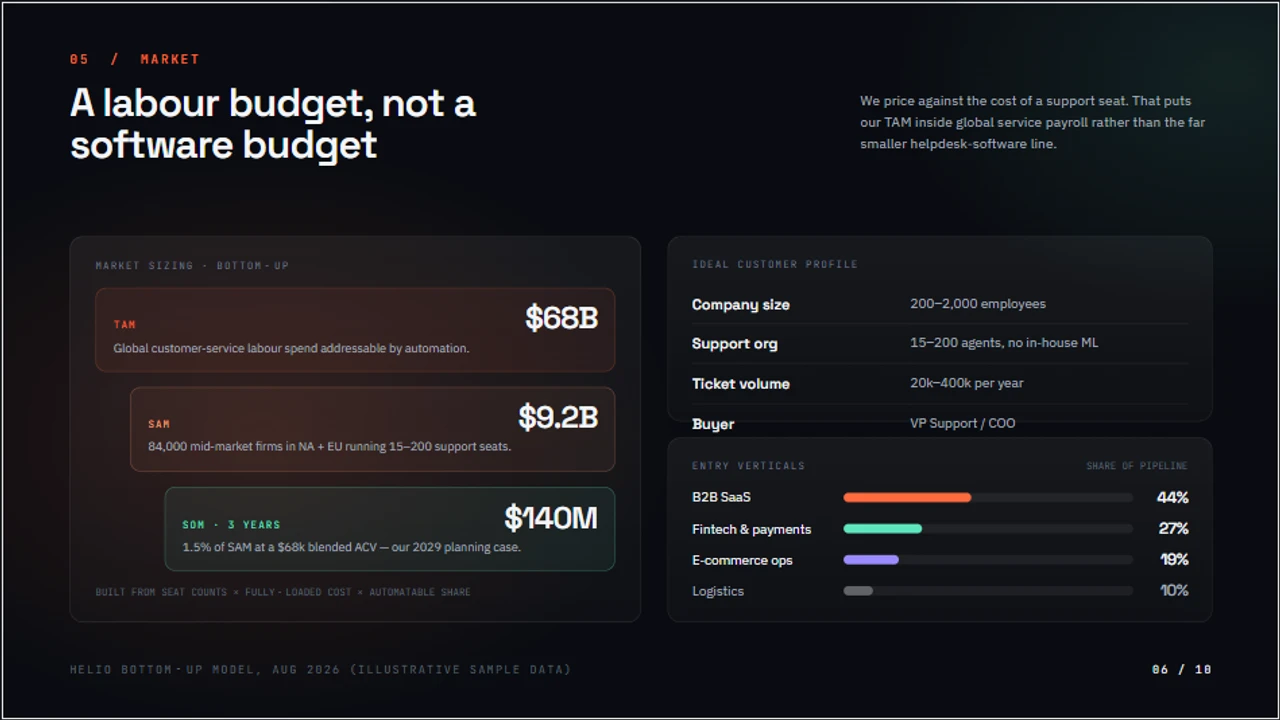 05 / MARKET
A labour budget, not a
software budget
We price against the cost of a support seat. That puts
our TAM inside global service payroll rather than the far
smaller helpdesk-software line.
MARKET SIZING · BOTTOM-UP
TAM
$68B
Global customer-service labour spend addressable by automation.
SAM
$9.2B
84,000 mid-market firms in NA + EU running 15–200 support seats.
SOM · 3 YEARS
$140M
1.5% of SAM at a $68k blended ACV — our 2029 planning case.
BUILT FROM SEAT COUNTS × FULLY-LOADED COST × AUTOMATABLE SHARE
IDEAL CUSTOMER PROFILE
Company size 200–2,000 employees
Support org 15–200 agents, no in-house ML
Ticket volume 20k–400k per year
Buyer VP Support / COO
ENTRY VERTICALS SHARE OF PIPELINE
B2B SaaS 44%
Fintech & payments 27%
E-commerce ops 19%
Logistics 10%
HELIO BOTTOM-UP MODEL, AUG 2026 (ILLUSTRATIVE SAMPLE DATA)
06 / 10